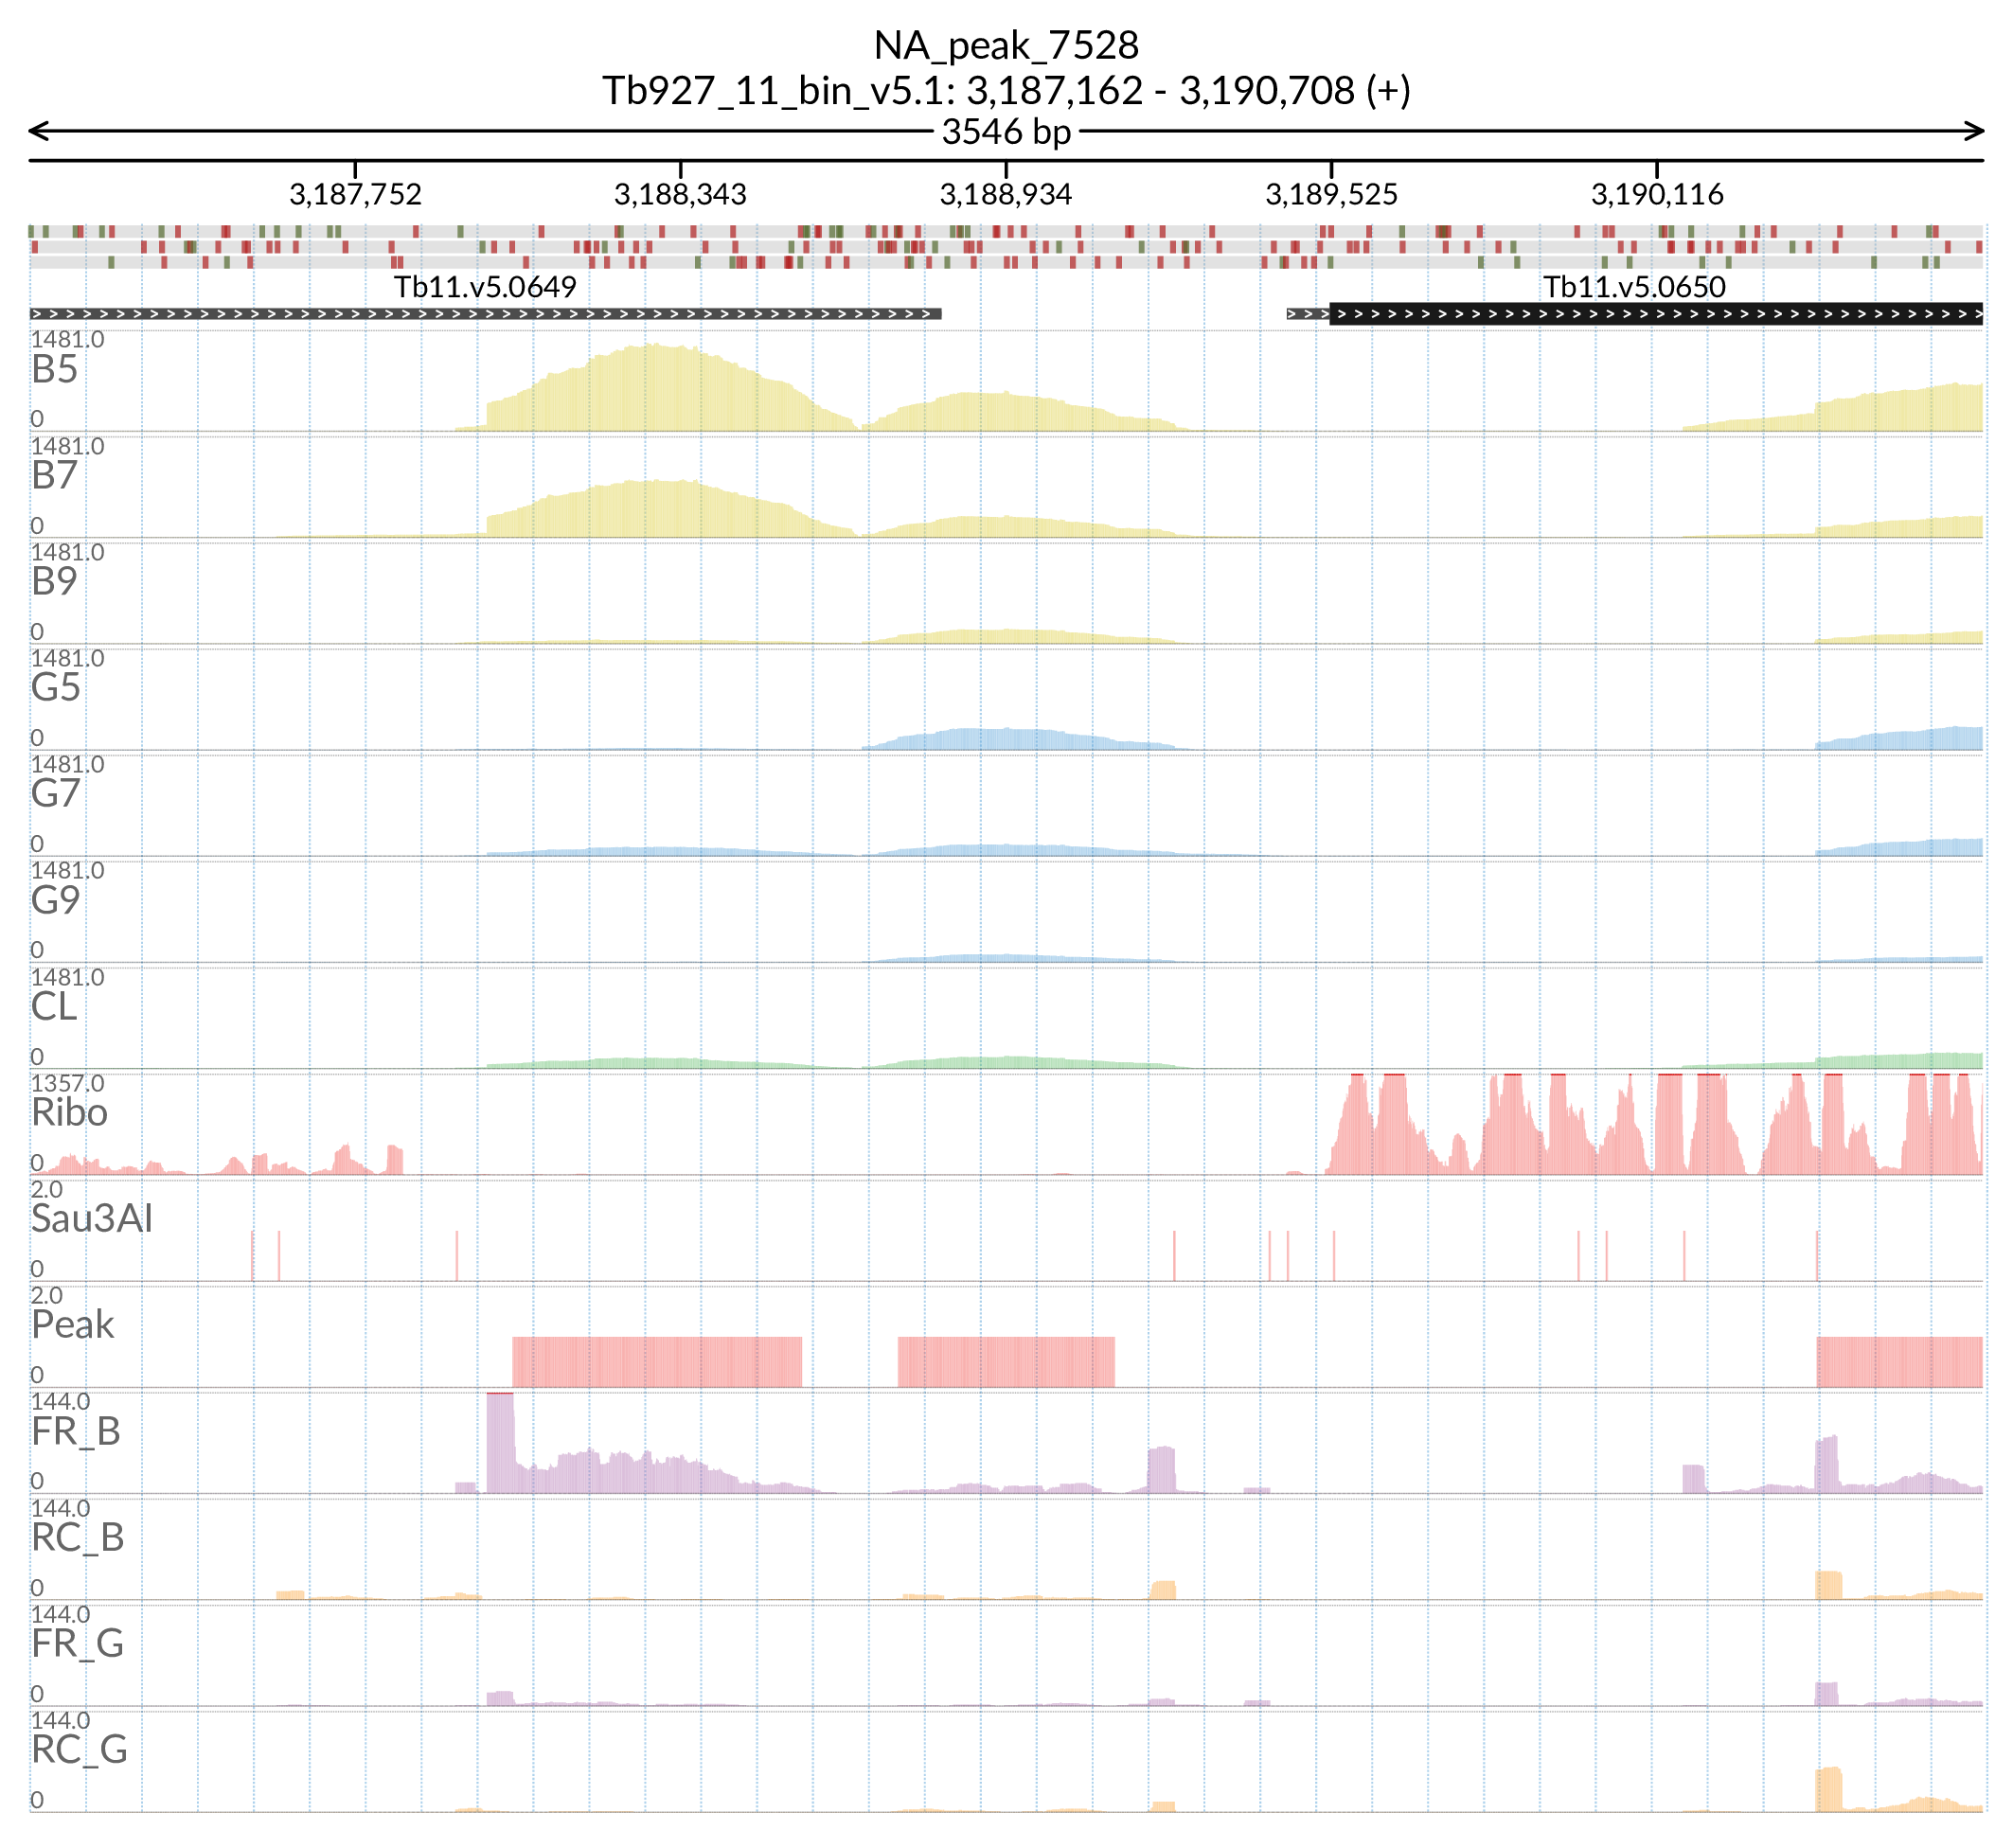 NA_peak_7528
Tb927_11_bin_v5.1: 3,187,162 - 3,190,708 (+)
3546 bp
3,187,752 3,188,343 3,188,934 3,189,525 3,190,116
Tb11.v5.0649 Tb11.v5.0650
1481.0
B5
0
1481.0
B7
0
1481.0
B9
0
1481.0
G5
0
1481.0
G7
0
1481.0
G9
0
1481.0
CL
0
1357.0
Ribo
0
2.0
Sau3AI
0
2.0
Peak
0
144.0
FR_B
0
144.0
RC_B
0
144.0
FR_G
0
144.0
RC_G
0